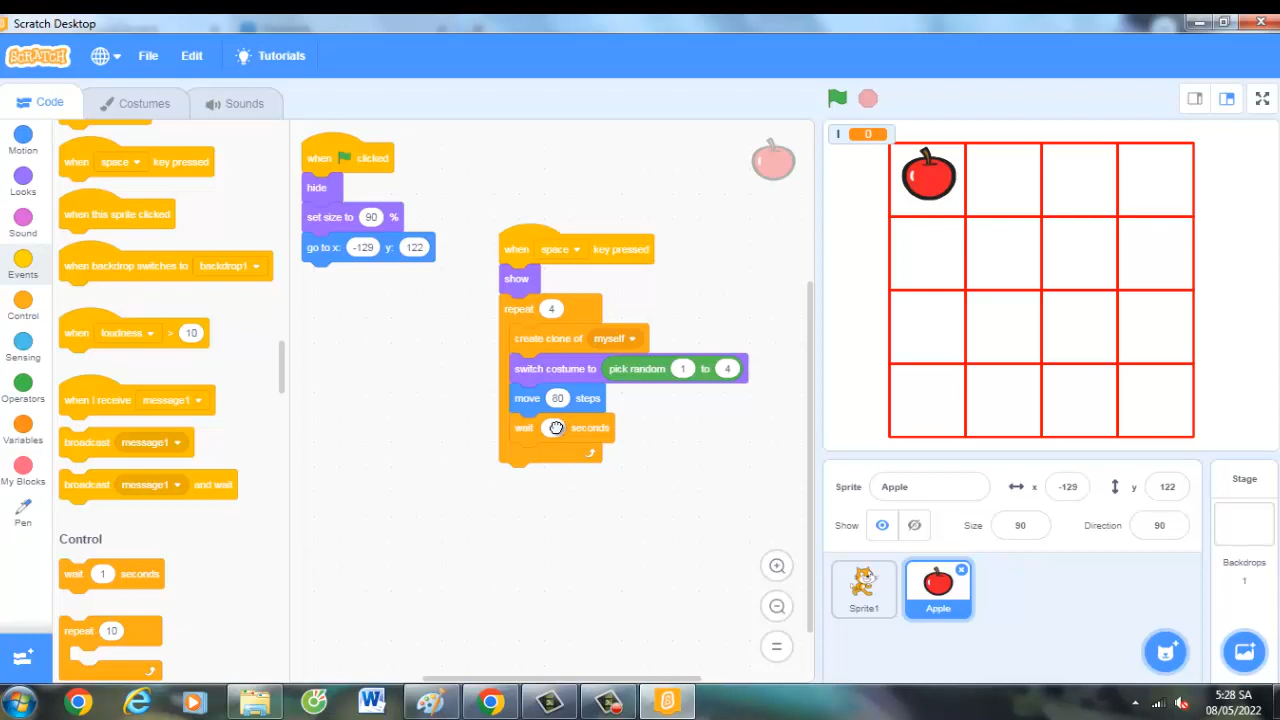 Scratch Desktop
SCRATCH File Edit Tutorials
Code Costumes Sounds
Motion
Looks
Sound
Events
Control
Sensing
Operators
Variables
My Blocks
Pen
when space key pressed
when this sprite clicked
when backdrop switches to backdrop1
when loudness > 10
when I receive message1
broadcast message1
broadcast message1 and wait
Control
wait 1 seconds
repeat 10
when clicked
hide
set size to 90 %
go to x: -129 y: 122
when space key pressed
show
repeat 4
create clone of myself
switch costume to pick random 1 to 4
move 80 steps
wait seconds
I 0
Sprite Apple x -129 y 122
Show Size 90 Direction 90
Sprite1
Apple
Stage
Backdrops
1
5:28 SA
08/05/2022